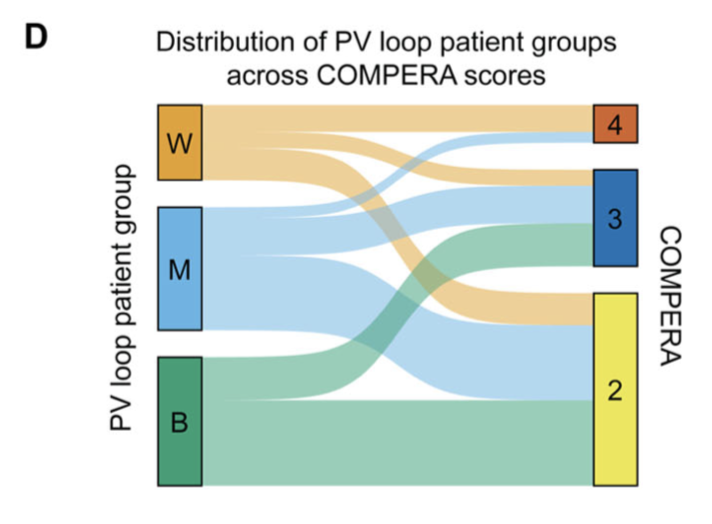 D
Distribution of PV loop patient groups
across COMPERA scores
W
M
B
PV loop patient group
4
3
2
COMPERA